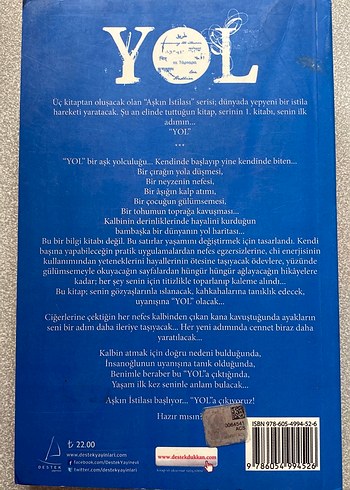 YOL
Üç kitaptan oluşacak olan "Aşkın İstilası" serisi; dünyada yepyeni bir istila
hareketi yaratacak. Şu an elinde tuttuğun kitap, serinin 1. kitabı, senin ilk
adımın...
"YOL"
***
"YOL" bir aşk yolculuğu... Kendinde başlayıp yine kendinde biten...
Bir çırağın yola düşmesi,
Bir neyzenin nefesi,
Bir âşığın kalp atımı,
Bir çocuğun gülümsemesi,
Bir tohumun toprağa kavuşması...
Kalbinin derinliklerinde hayalini kurduğun
bambaşka bir dünyanın yol haritası...
Bu bir bilgi kitabı değil. Bu satırlar yaşamını değiştirmek için tasarlandı. Kendi
başına yapabileceğin pratik uygulamalardan nefes egzersizlerine, chi enerjisinin
kullanımından yeteneklerini hayallerinin ötesine taşıyacak ödevlere, yüzünde
gülümsemeyle okuyacağın sayfalardan hüngür hüngür ağlayacağın hikâyelere
kadar; her şey senin için titizlikle toparlanıp kaleme alındı...
Bu kitap; senin gözyaşlarınla ıslanacak, kahkahalarına tanıklık edecek,
uyanışına "YOL" olacak...
Ciğerlerine çektiğin her nefes kalbinden çıkan kana kavuştuğunda ayakların
seni bir adım daha ileriye taşıyacak... Her yeni adımında cennet biraz daha
yaratılacak...
Kalbin atmak için doğru nedeni bulduğunda,
İnsanoğlunun uyanışına tanık olduğunda,
Benimle beraber bu "YOL"a çıktığında,
Yaşam ilk kez seninle anlam bulacak...
Aşkın İstilası başlıyor... "YOL"a çıkıyoruz!
Hazır mısın?
ISBN 978-605-4994-52-6
9 786054 994526
DESTEK
₺ 22.00
www.destekyayinlari.com
facebook.com/DestekYayinevi
twitter.com/destekyayinlari
www.destekdukkan.com